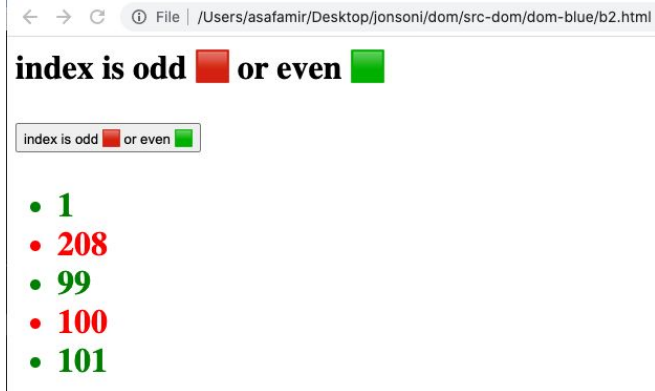 File | /Users/asafamir/Desktop/jonsoni/dom/src-dom/dom-blue/b2.html
index is odd 🟥 or even 🟩
index is odd 🟥 or even 🟩
• 1
• 208
• 99
• 100
• 101